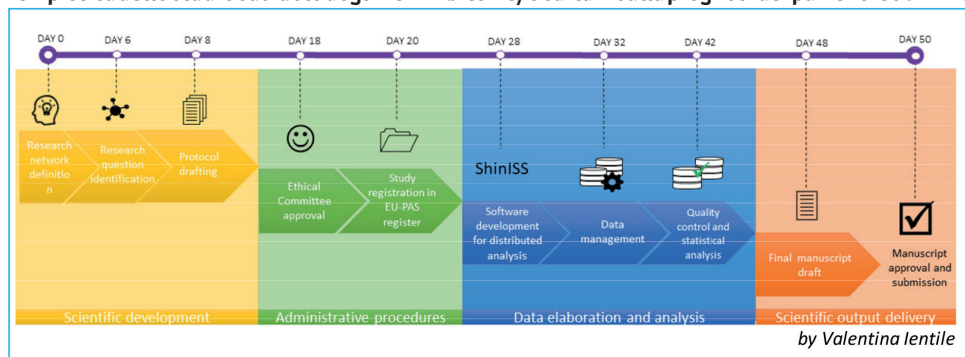 DAY 0
DAY 6
DAY 8
DAY 18
DAY 20
DAY 28
DAY 32
DAY 42
DAY 48
DAY 50
Research
network
definitio
n
Research
question
identification
Protocol
drafting
Ethical
Committee
approval
Study
registration in
EU-PAS
register
ShinISS
Software
development
for distributed
analysis
Data
management
Quality
control and
statistical
analysis
Final manuscript
draft
Manuscript
approval and
submission
Scientific development
Administrative procedures
Data elaboration and analysis
Scientific output delivery
by Valentina Ientile